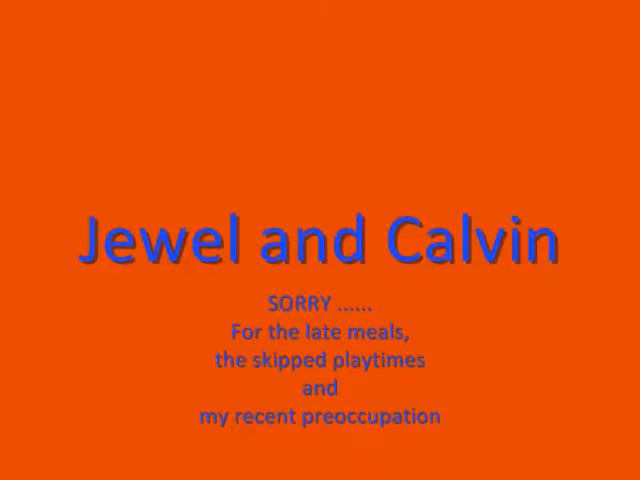 Jewel and Calvin
SORRY ......
For the late meals,
the skipped playtimes
and
my recent preoccupation